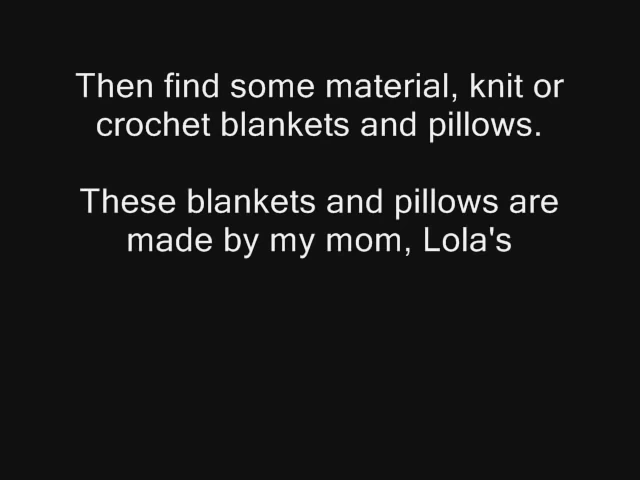 Then find some material, knit or
crochet blankets and pillows.
These blankets and pillows are
made by my mom, Lola's